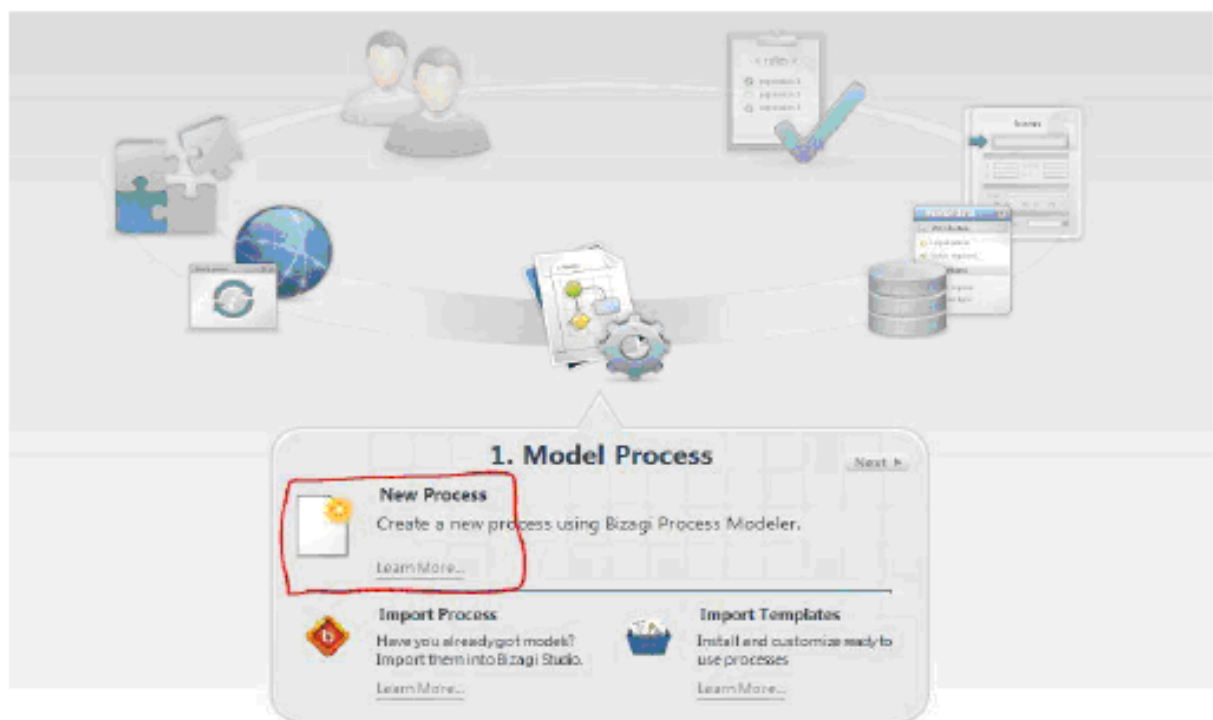 1. Model Process
Next
New Process
Create a new process using Bizagi Process Modeler.
Learn More...
Import Process
Have you already got models?
Import them into Bizagi Studio.
Learn More...
Import Templates
Install and customize ready to
use processes
Learn More...